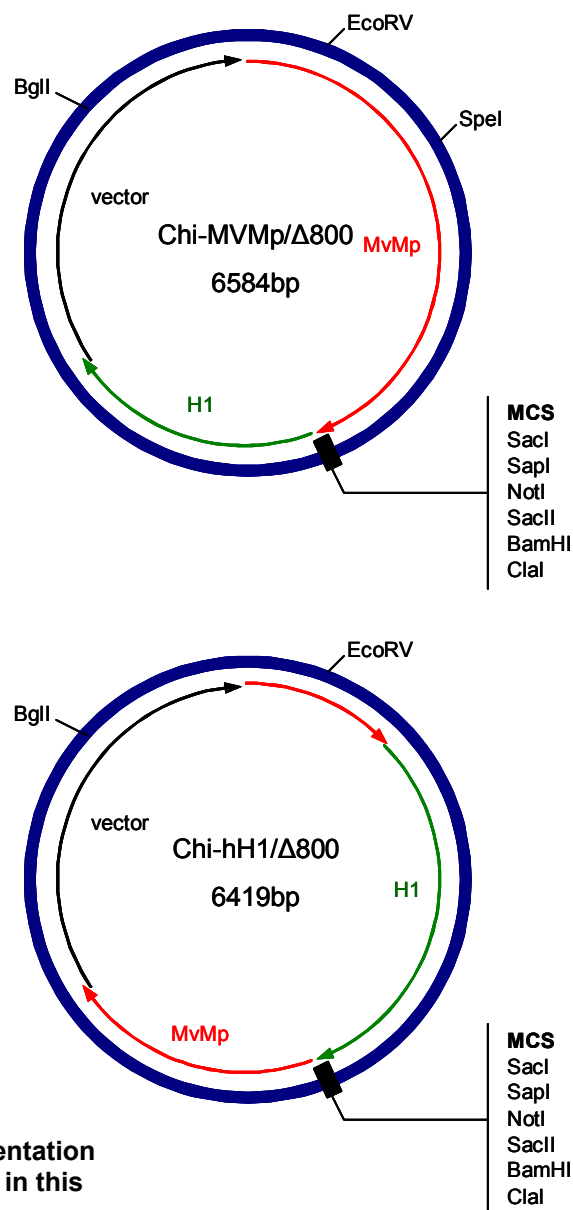 EcoRV
BglI
SpeI
vector
Chi-MVMp/Δ800
MvMp
6584bp
H1
MCS
SacI
SapI
NotI
SacII
BamHI
ClaI
EcoRV
BglI
vector
Chi-hH1/Δ800
6419bp
H1
MvMp
MCS
SacI
SapI
NotI
SacII
BamHI
ClaI
entation
in this